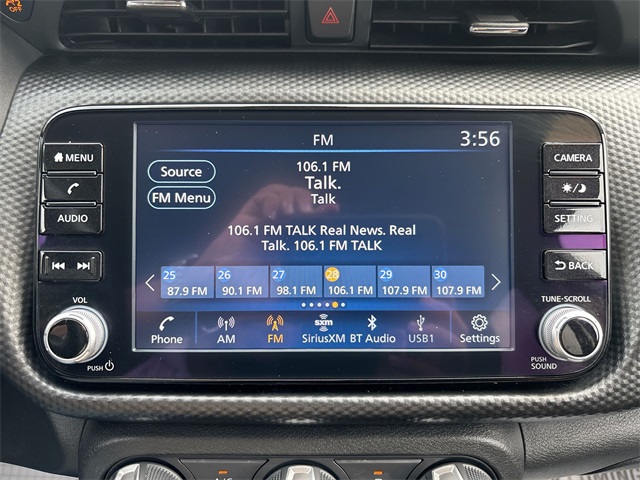 OFF
FM
3:56
MENU
CAMERA
Source
106.1 FM
Talk.
FM Menu
Talk
AUDIO
SETTING
106.1 FM TALK Real News. Real
Talk. 106.1 FM TALK
BACK
25 26 27 28 29 30
87.9 FM 90.1 FM 98.1 FM 106.1 FM 107.9 FM 107.9 FM
VOL
TUNE-SCROLL
sxm
Phone AM FM SiriusXM BT Audio USB1 Settings
PUSH
PUSH
SOUND